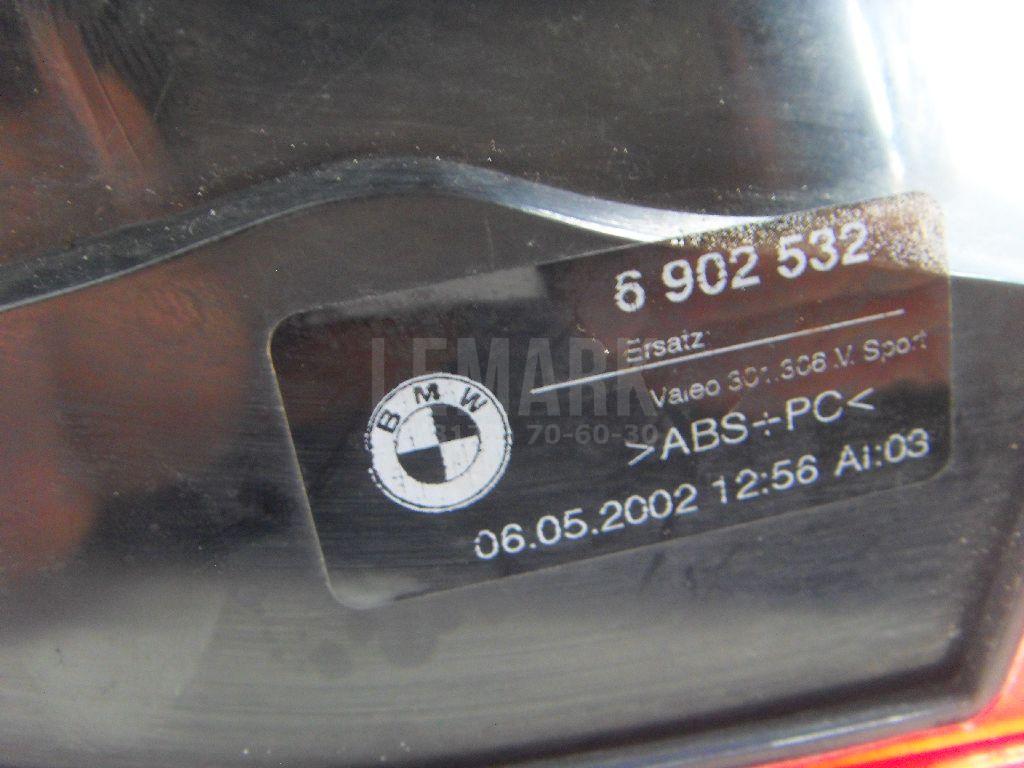 6 902 532
Ersatz:
Valeo 301.306 V. Sport
>ABS+PC<
06.05.2002 12:56 Ai:03
BMW
LEMARK
70-60-30